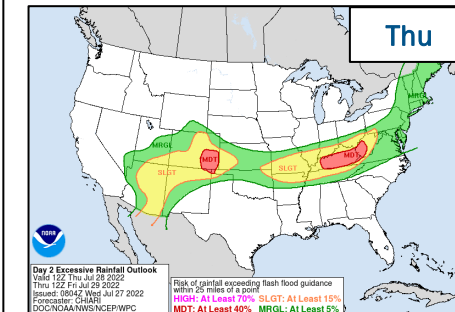 Thu
MRGL
MRGL
MDT
MDT
SLGT
SLGT
NOAA
Day 2 Excessive Rainfall Outlook
Valid 12Z Thu Jul 28 2022
Thru 12Z Fri Jul 29 2022
Issued: 0804Z Wed Jul 27 2022
Forecaster: CHIARI
DOC/NOAA/NWS/NCEP/WPC
Risk of rainfall exceeding flash flood guidance
within 25 miles of a point
HIGH: At Least 70% SLGT: At Least 15%
MDT: At Least 40% MRGL: At Least 5%